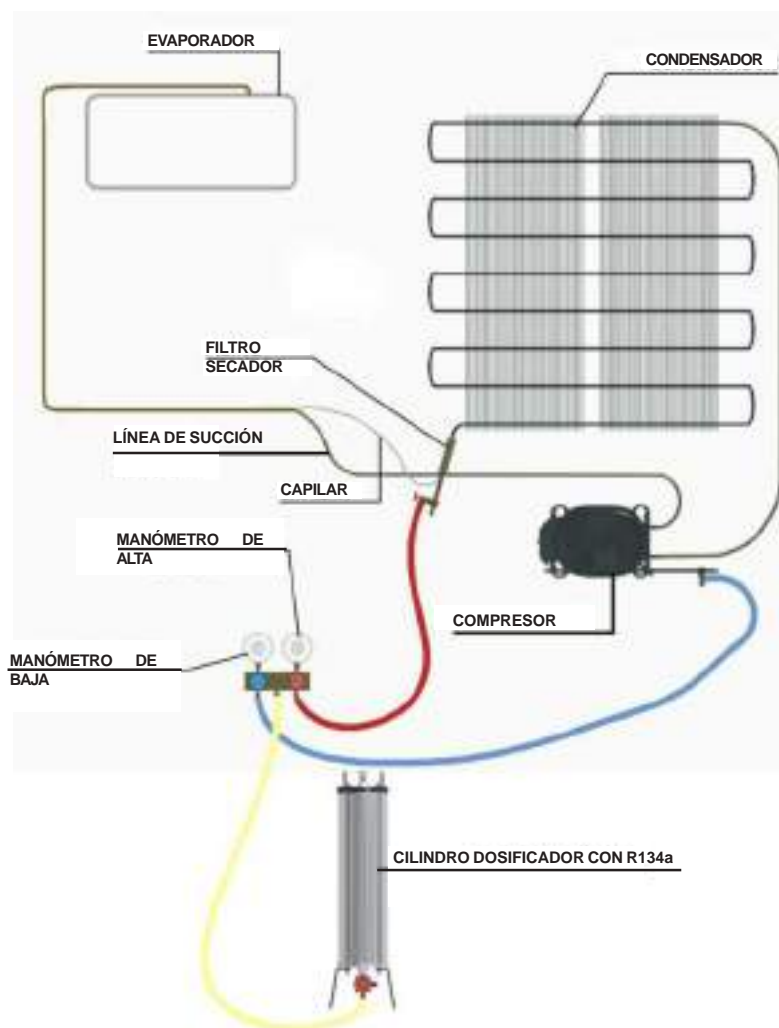 EVAPORADOR
CONDENSADOR
FILTRO
SECADOR
LÍNEA DE SUCCIÓN
CAPILAR
MANÓMETRO DE
ALTA
COMPRESOR
MANÓMETRO DE
BAJA
CILINDRO DOSIFICADOR CON R134a